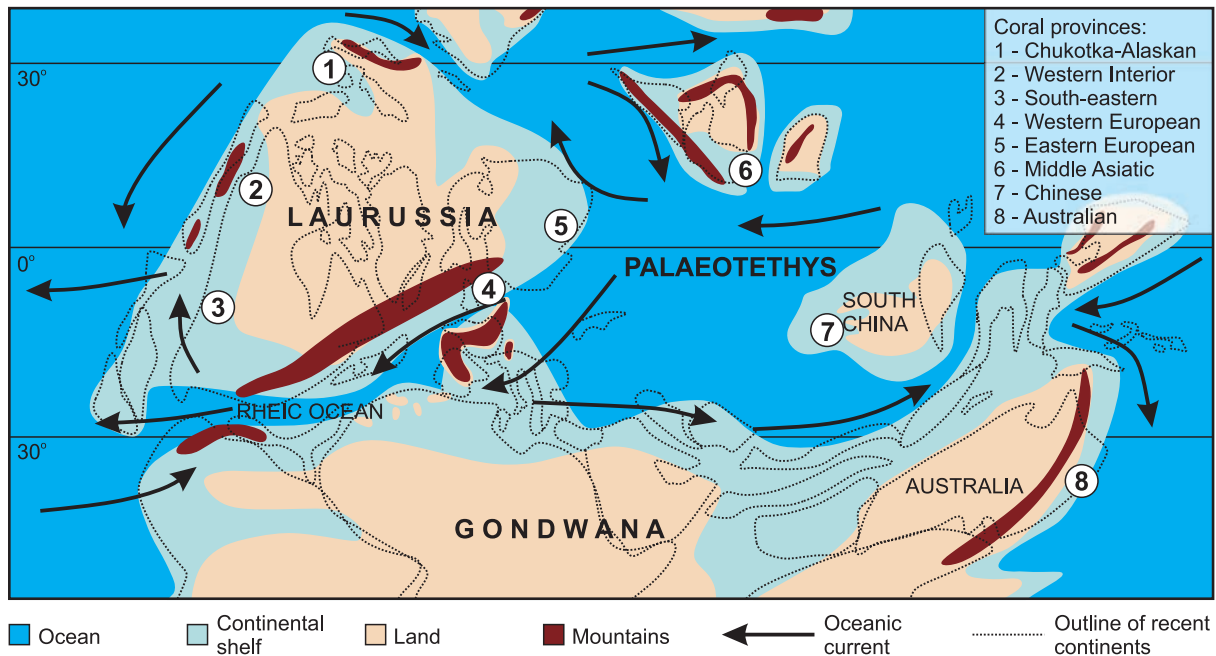 Coral provinces:
1 - Chukotka-Alaskan
2 - Western Interior
3 - South-eastern
4 - Western European
5 - Eastern European
6 - Middle Asiatic
7 - Chinese
8 - Australian
30°
1
2
6
LAURUSSIA
5
0°
PALAEOTETHYS
4
3
SOUTH
CHINA
7
RHEIC OCEAN
30°
AUSTRALIA
8
GONDWANA
Ocean
Continental
shelf
Land
Mountains
Oceanic
current
Outline of recent
continents